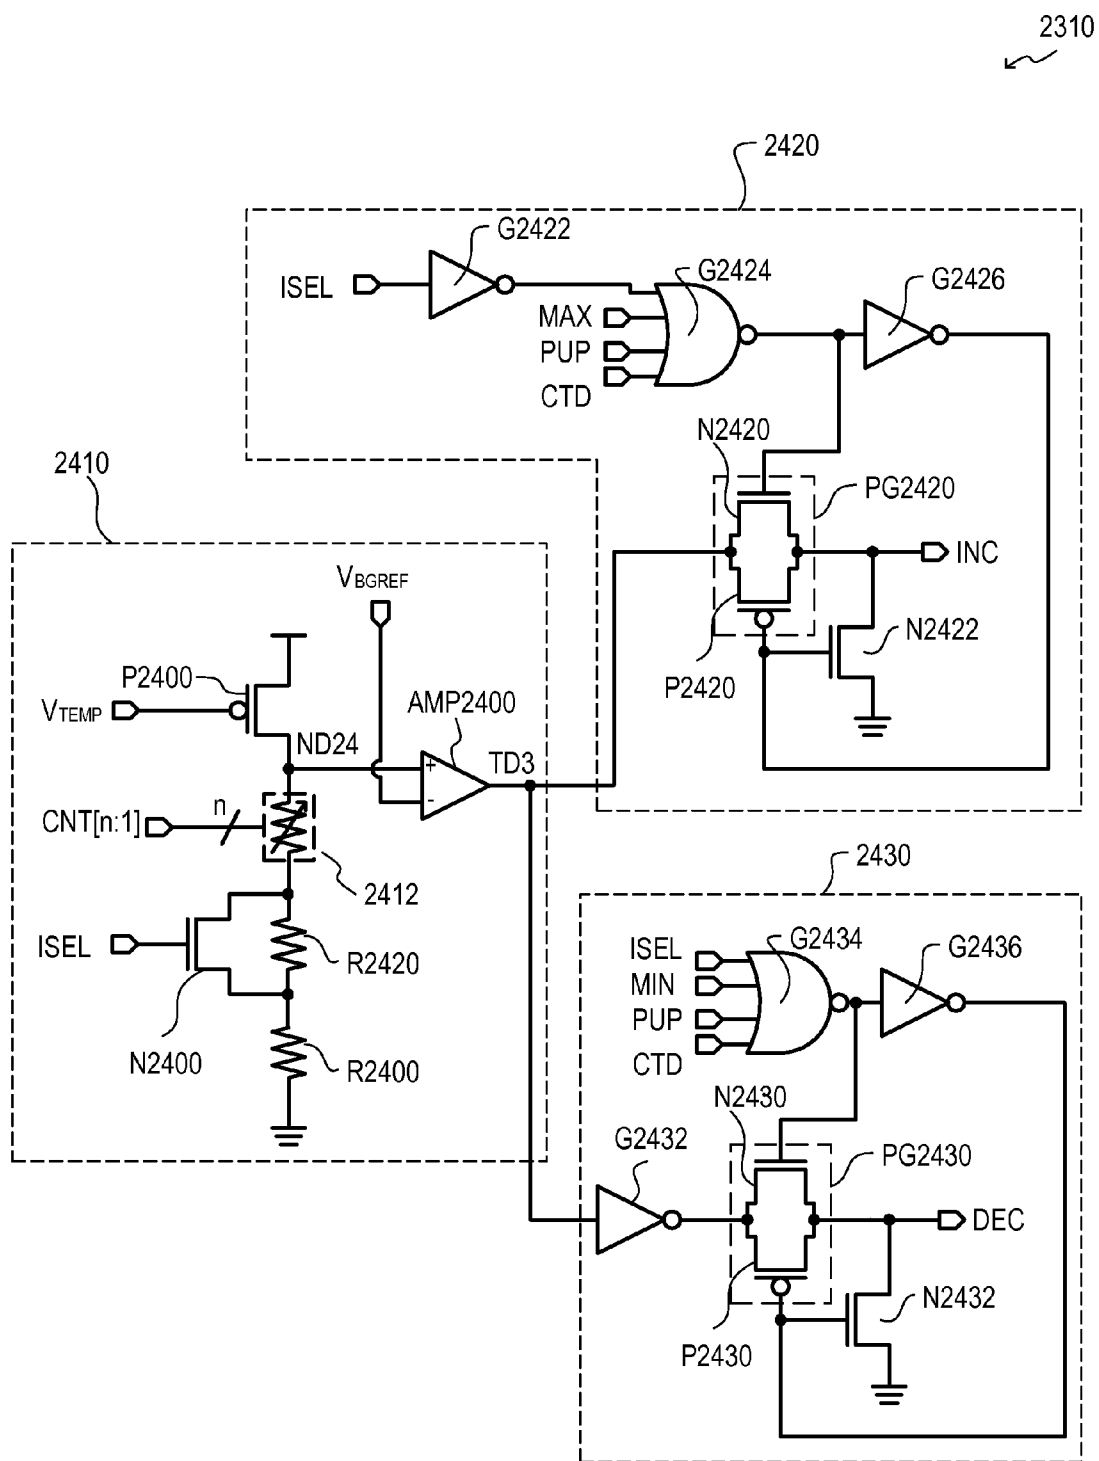 2310
2420
G2422
ISEL
G2424
G2426
MAX
PUP
CTD
N2420
PG2420
INC
N2422
P2420
2410
VBGREF
P2400
VTEMP
AMP2400
ND24
TD3
+
-
CNT[n:1]
n
2412
ISEL
R2420
N2400
R2400
2430
ISEL
MIN
PUP
CTD
G2434
G2436
N2430
G2432
PG2430
DEC
N2432
P2430